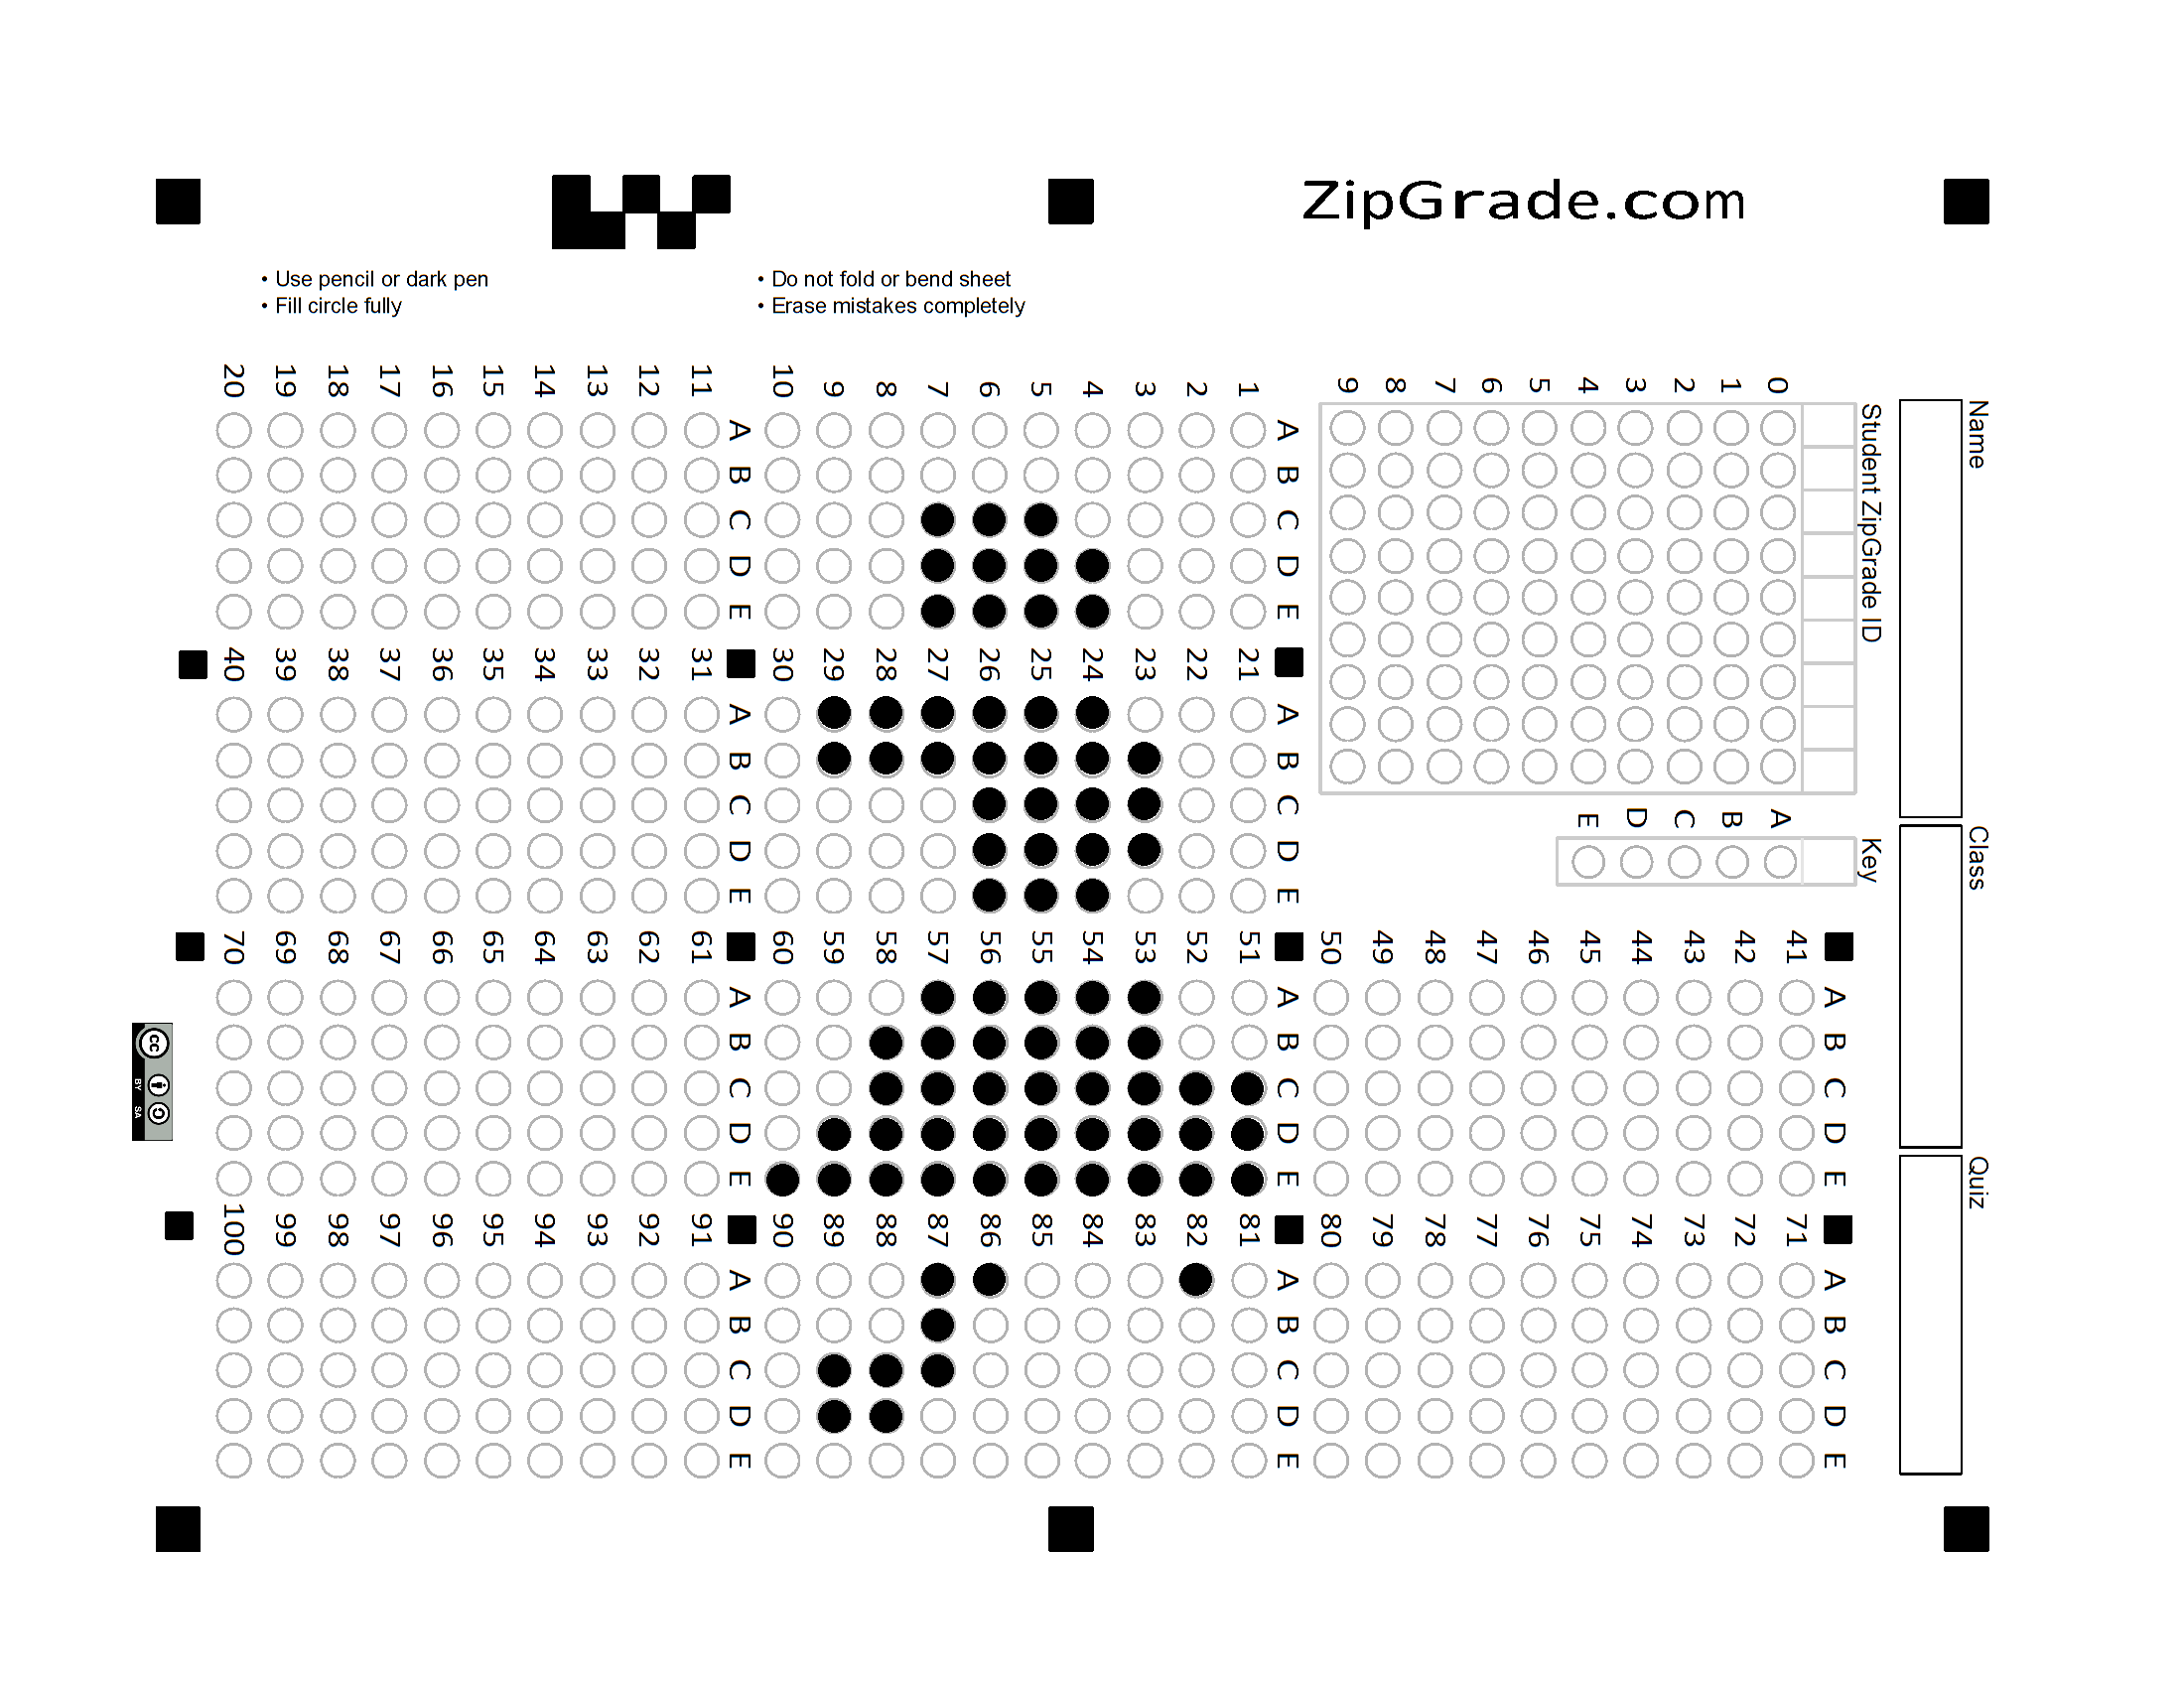 ZipGrade.com
• Use pencil or dark pen
• Fill circle fully
• Do not fold or bend sheet
• Erase mistakes completely
Name
Class
Quiz
Student ZipGrade ID
0 1 2 3 4 5 6 7 8 9
Key
A B C D E
1 2 3 4 5 6 7 8 9 10
A B C D E
11 12 13 14 15 16 17 18 19 20
A B C D E
21 22 23 24 25 26 27 28 29 30
A B C D E
31 32 33 34 35 36 37 38 39 40
A B C D E
41 42 43 44 45 46 47 48 49 50
A B C D E
51 52 53 54 55 56 57 58 59 60
A B C D E
61 62 63 64 65 66 67 68 69 70
A B C D E
71 72 73 74 75 76 77 78 79 80
A B C D E
81 82 83 84 85 86 87 88 89 90
A B C D E
91 92 93 94 95 96 97 98 99 100
A B C D E
cc BY SA